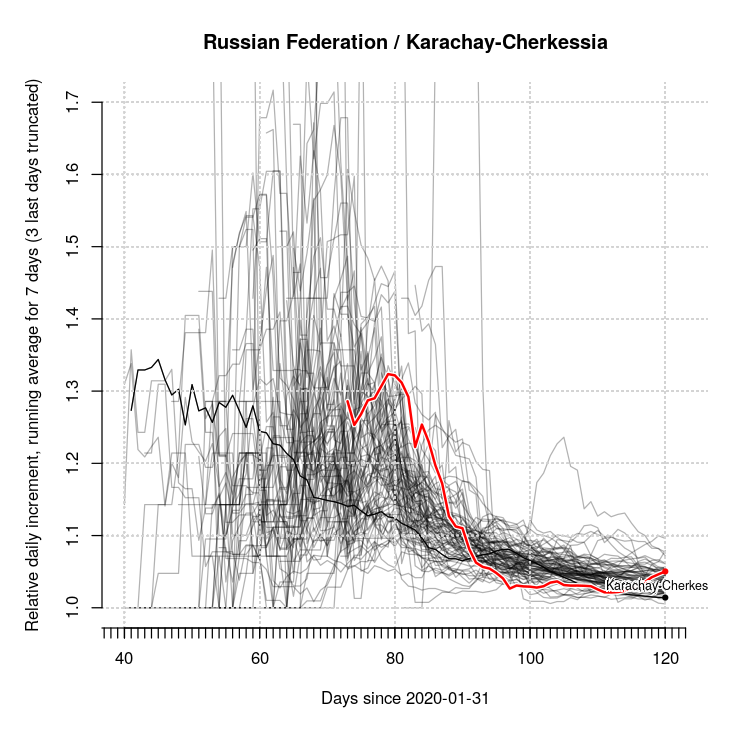 Russian Federation / Karachay-Cherkessia
Relative daily increment, running average for 7 days (3 last days truncated)
1.7
1.6
1.5
1.4
1.3
1.2
1.1
1.0
Karachay-Cherkes
40 60 80 100 120
Days since 2020-01-31